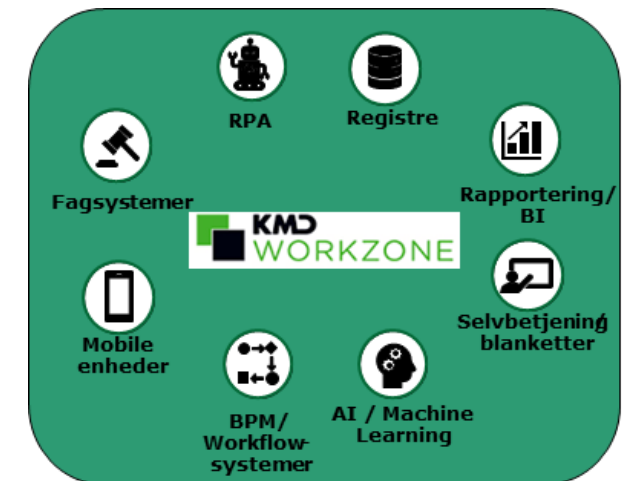 RPA
Registre
Fagsystemer
Rapportering/
BI
KMD
WORKZONE
Mobile
enheder
Selvbetjening/
blanketter
BPM/
Workflow-
systemer
AI / Machine
Learning